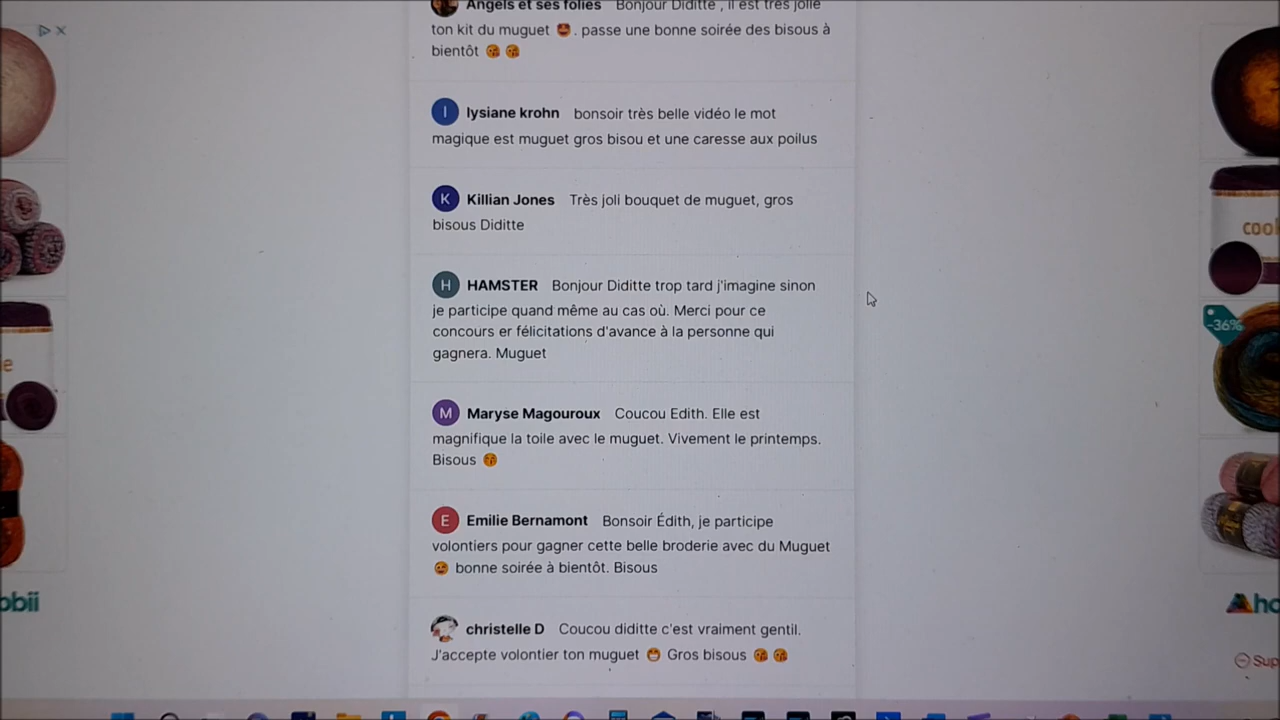 Angels et ses folies Bonjour Diditte , il est très jolie
ton kit du muguet 🤩. passe une bonne soirée des bisous à
bientôt 😘 😘
I lysiane krohn bonsoir très belle vidéo le mot
magique est muguet gros bisou et une caresse aux poilus
K Killian Jones Très joli bouquet de muguet, gros
bisous Diditte
H HAMSTER Bonjour Diditte trop tard j'imagine sinon
je participe quand même au cas où. Merci pour ce
concours er félicitations d'avance à la personne qui
gagnera. Muguet
M Maryse Magouroux Coucou Edith. Elle est
magnifique la toile avec le muguet. Vivement le printemps.
Bisous 😚
E Emilie Bernamont Bonsoir Édith, je participe
volontiers pour gagner cette belle broderie avec du Muguet
😉 bonne soirée à bientôt. Bisous
christelle D Coucou diditte c'est vraiment gentil.
J'accepte volontier ton muguet 😁 Gros bisous 😘 😘
-36%